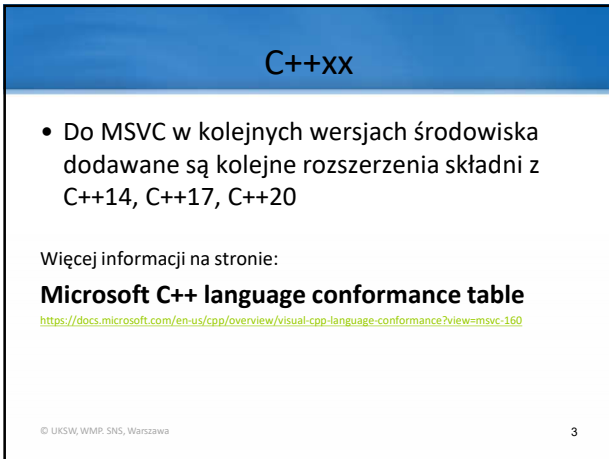 C++xx
• Do MSVC w kolejnych wersjach środowiska
dodawane są kolejne rozszerzenia składni z
C++14, C++17, C++20
Więcej informacji na stronie:
Microsoft C++ language conformance table
https://docs.microsoft.com/en-us/cpp/overview/visual-cpp-language-conformance?view=msvc-160
© UKSW, WMP. SNS, Warszawa
3